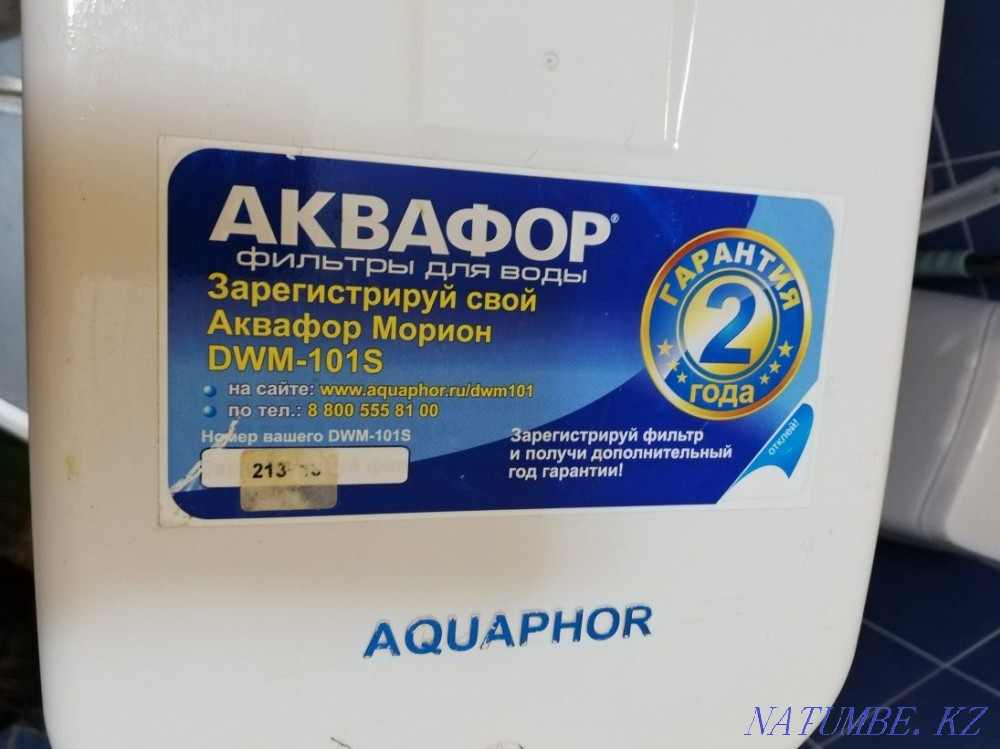 АКВАФОР®
фильтры для воды
Зарегистрируй свой
Аквафор Морион
DWM-101S
на сайте: www.aquaphor.ru/dwm101
по тел.: 8 800 555 81 00
Номер вашего DWM-101S
213
Зарегистрируй фильтр
и получи дополнительный
год гарантии!
ГАРАНТИЯ
2
года
отклей!
AQUAPHOR
NATUMBE.KZ